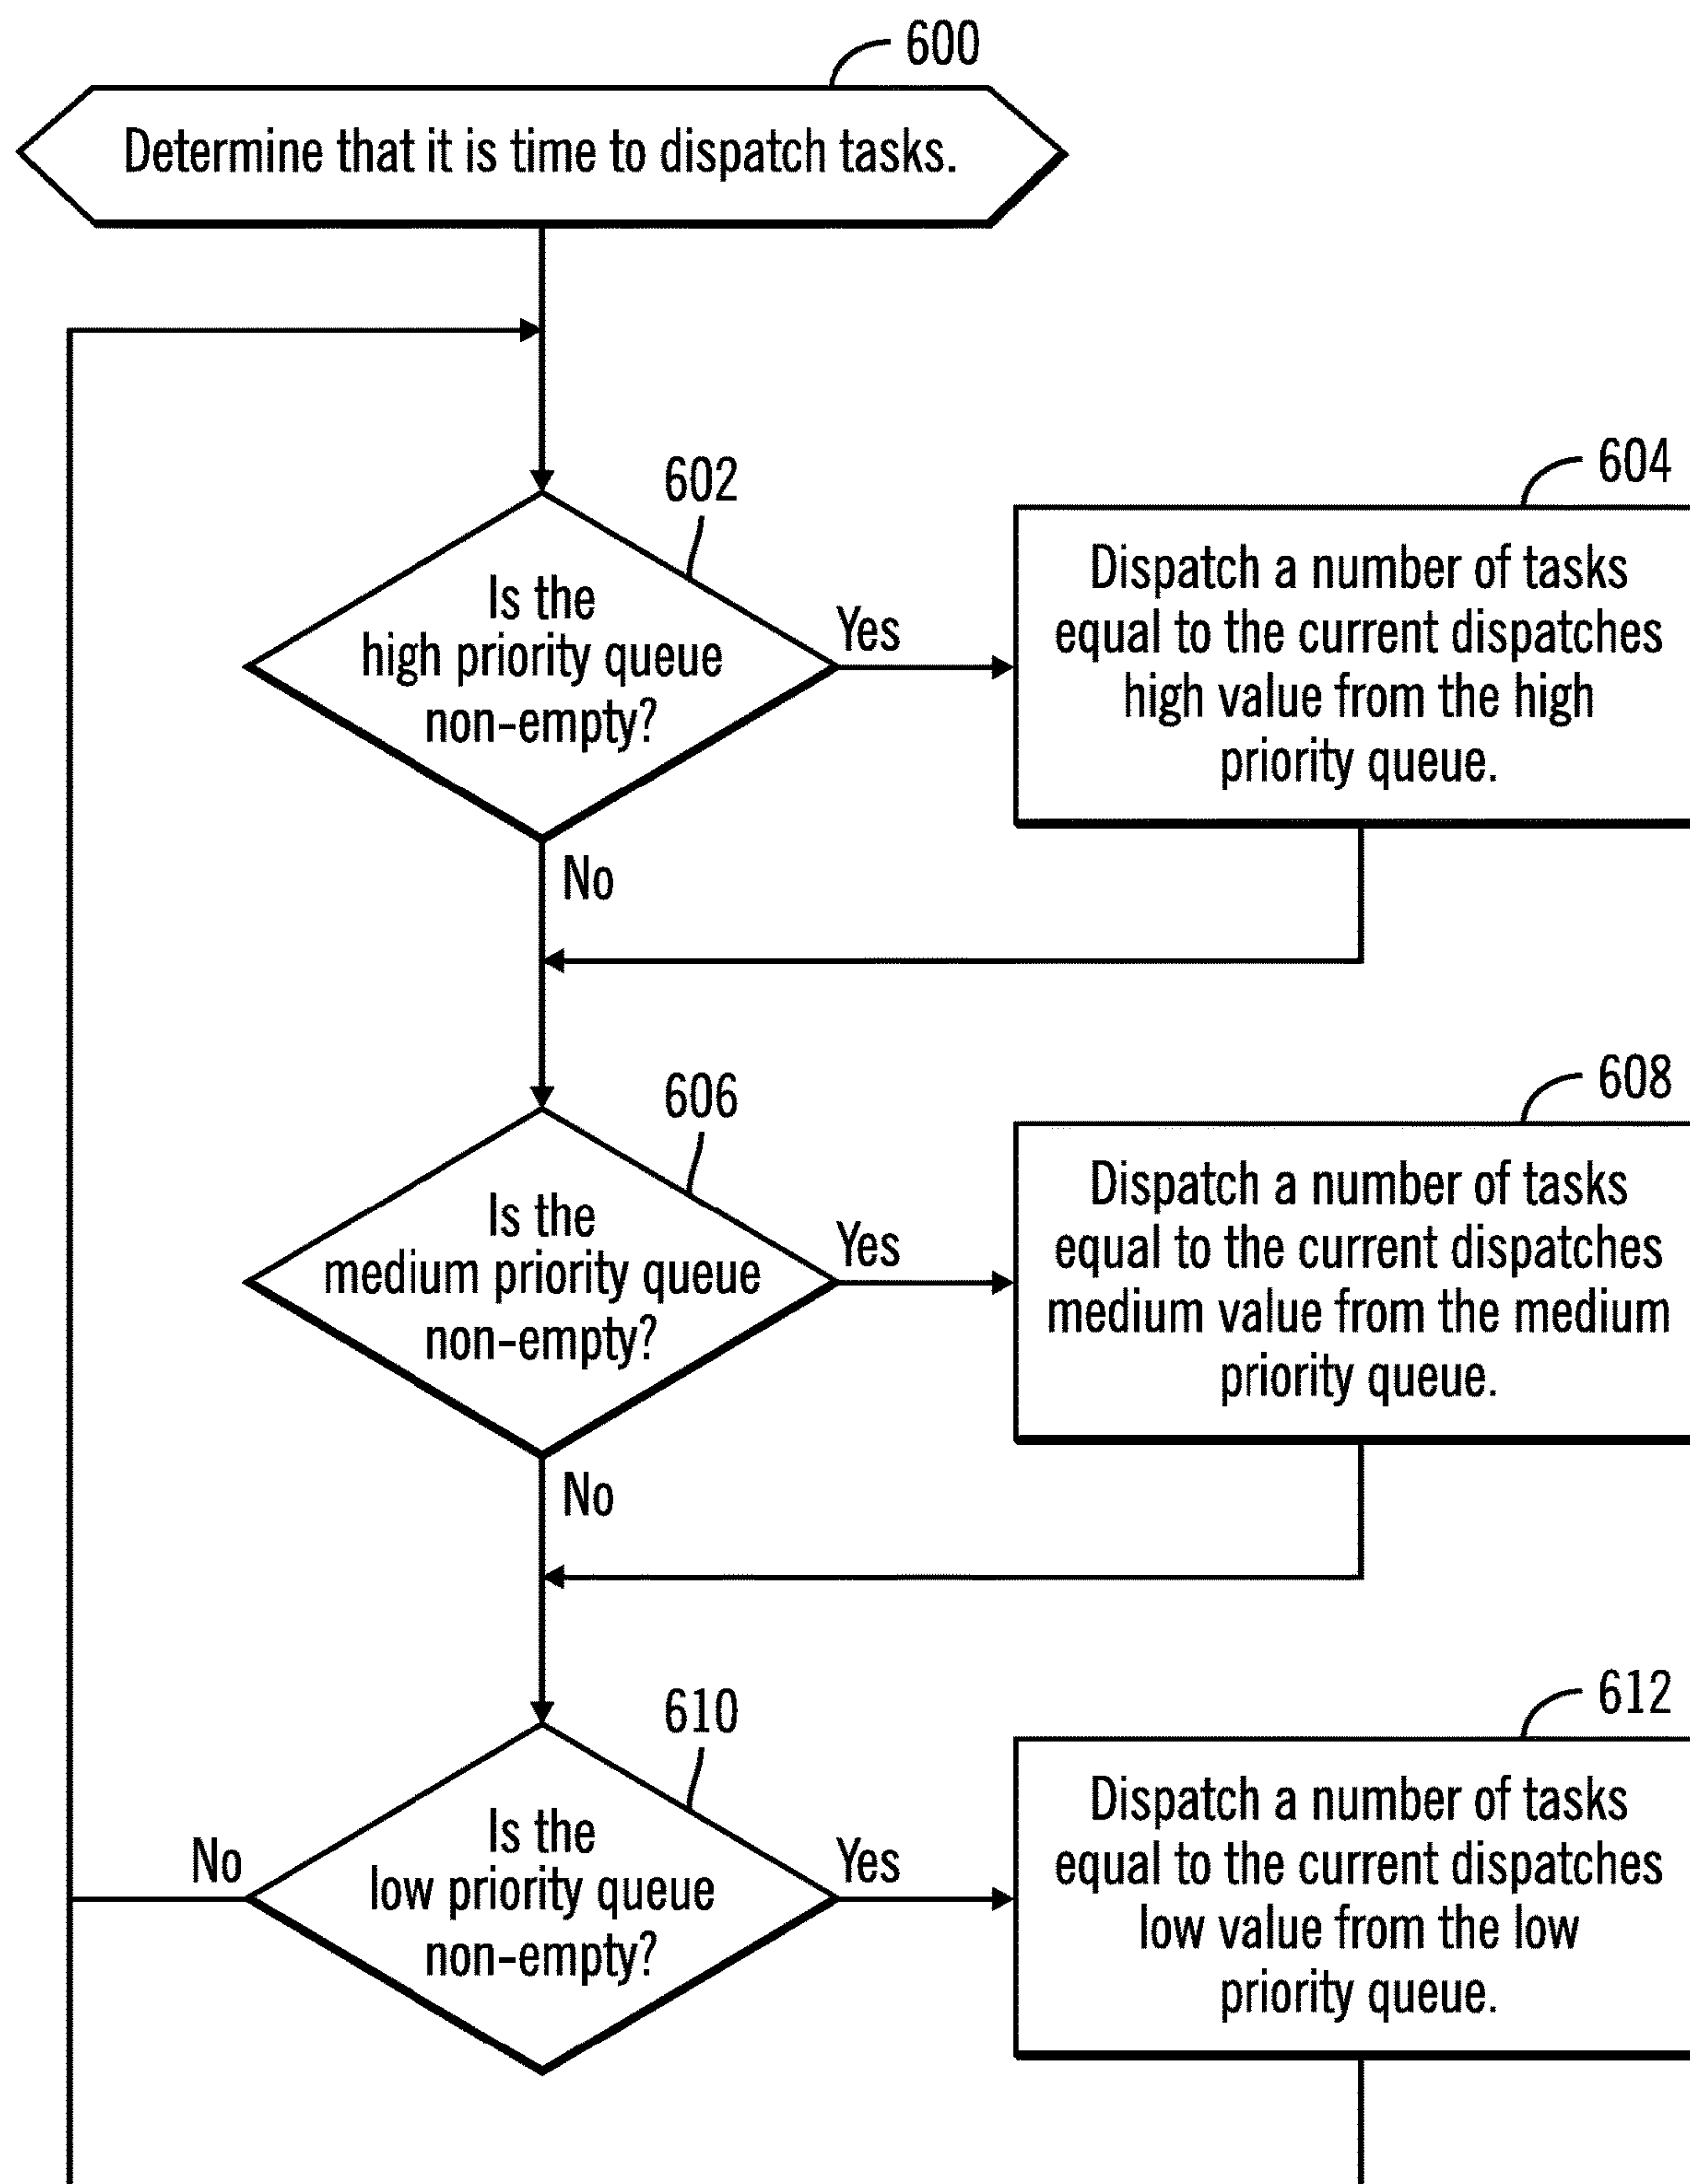 600
Determine that it is time to dispatch tasks.
602
Is the
high priority queue
non-empty?
Yes
No
604
Dispatch a number of tasks
equal to the current dispatches
high value from the high
priority queue.
606
Is the
medium priority queue
non-empty?
Yes
No
608
Dispatch a number of tasks
equal to the current dispatches
medium value from the medium
priority queue.
610
Is the
low priority queue
non-empty?
No
Yes
612
Dispatch a number of tasks
equal to the current dispatches
low value from the low
priority queue.